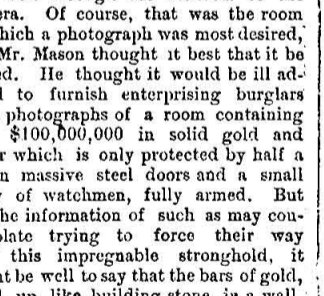 era. Of course, that was the room
hich a photograph was most desired,
Mr. Mason thought it best that it be
ed. He thought it would be ill ad-
l to furnish enterprising burglars
photographs of a room containing
$100,000,000 in solid gold and
r which is only protected by half a
n massive steel doors and a small
y of watchmen, fully armed. But
he information of such as may con-
plate trying to force their way
this impregnable stronghold, it
ht be well to say that the bars of gold,
up like building stone in a well